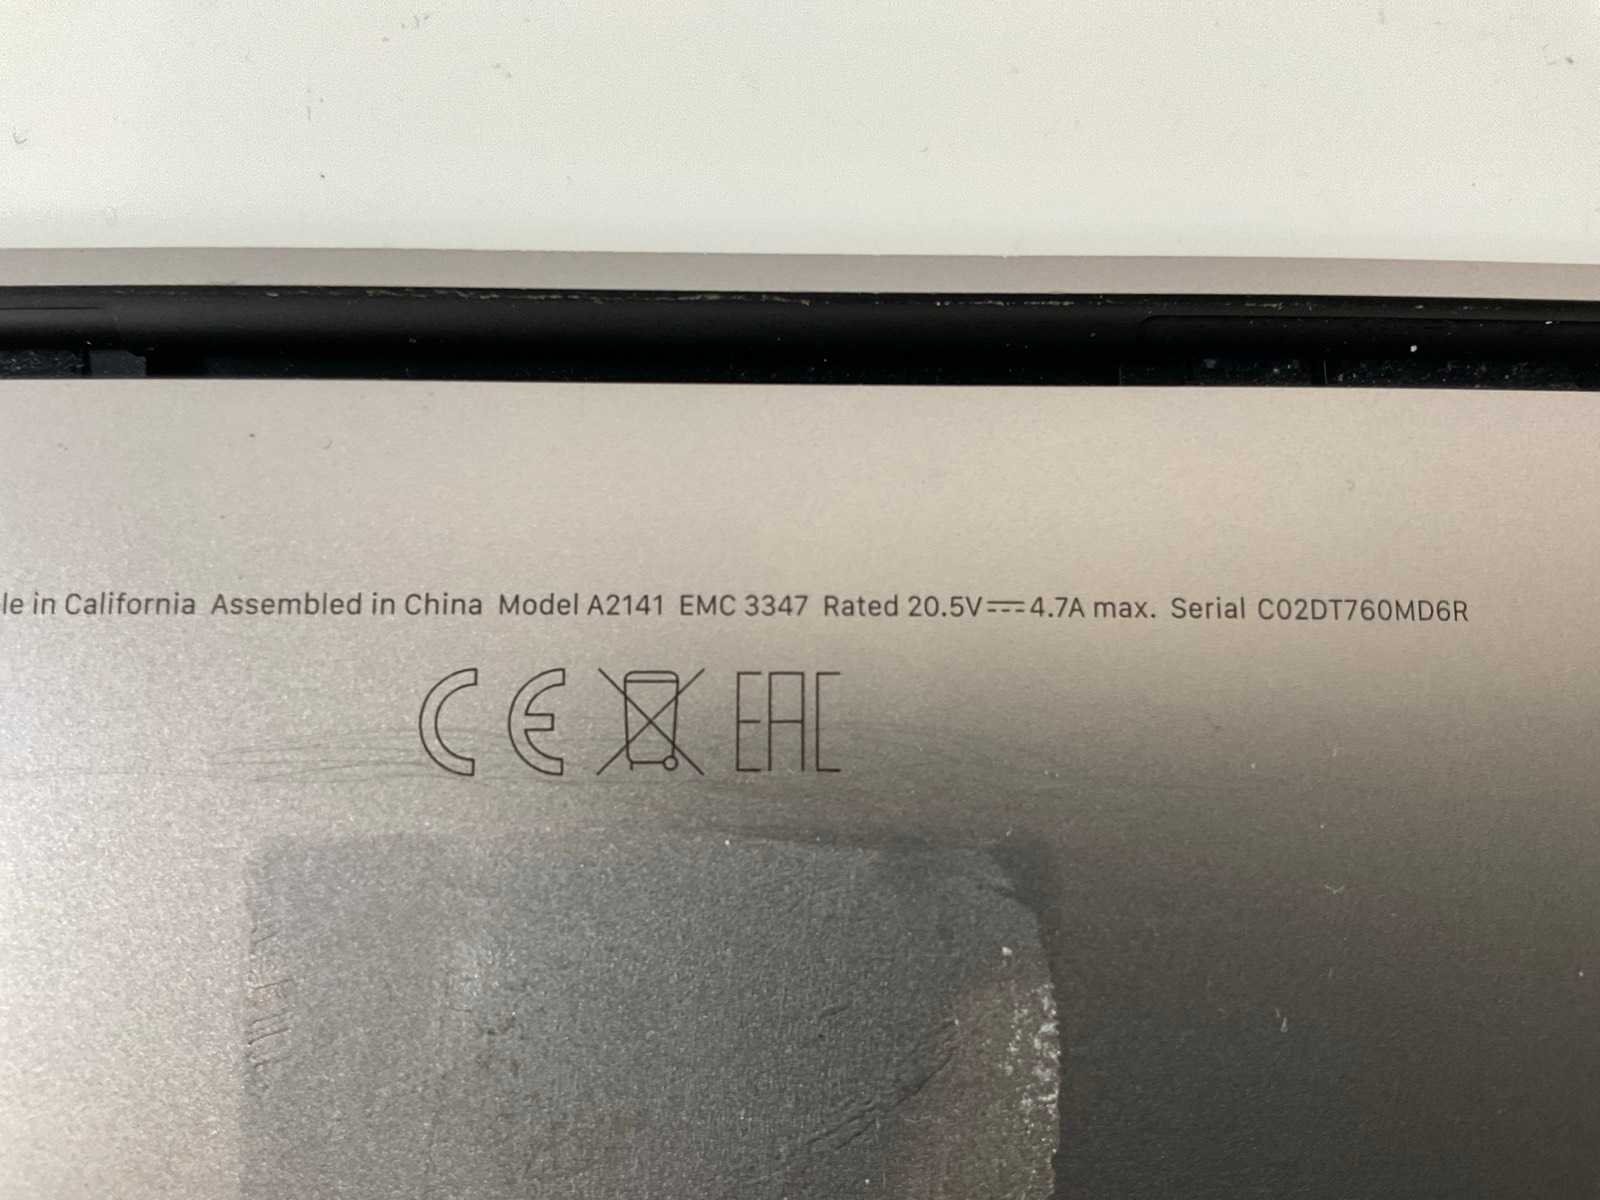 le in California Assembled in China Model A2141 EMC 3347 Rated 20.5V⎓4.7A max. Serial C02DT760MD6R
CE EAC